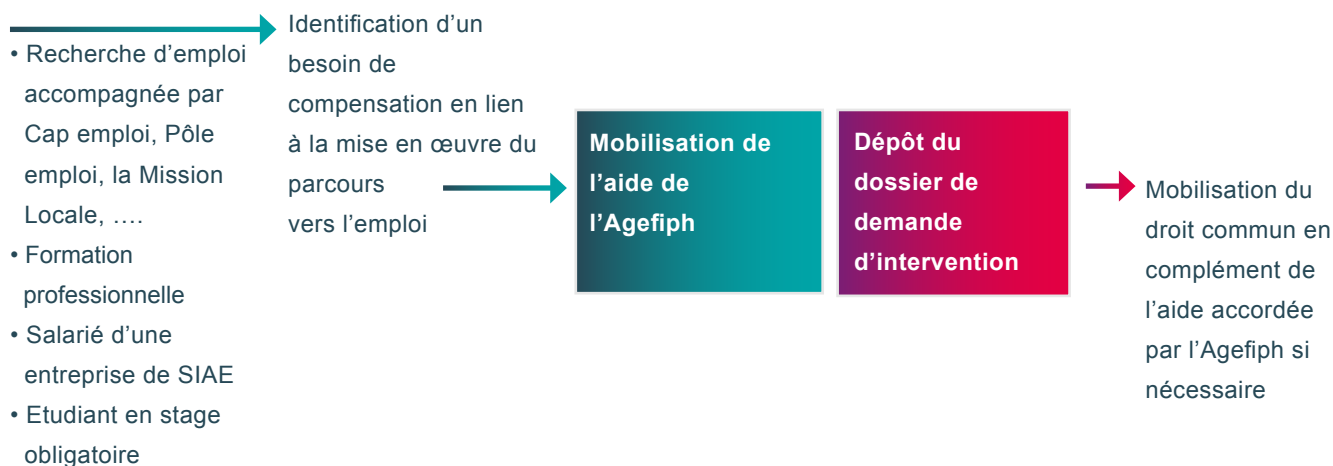 • Recherche d’emploi
accompagnée par
Cap emploi, Pôle
emploi, la Mission
Locale, ….
• Formation
professionnelle
• Salarié d’une
entreprise de SIAE
• Etudiant en stage
obligatoire
Identification d’un
besoin de
compensation en lien
à la mise en œuvre du
parcours
vers l’emploi
Mobilisation de
l’aide de
l’Agefiph
Dépôt du
dossier de
demande
d’intervention
Mobilisation du
droit commun en
complément de
l’aide accordée
par l’Agefiph si
nécessaire